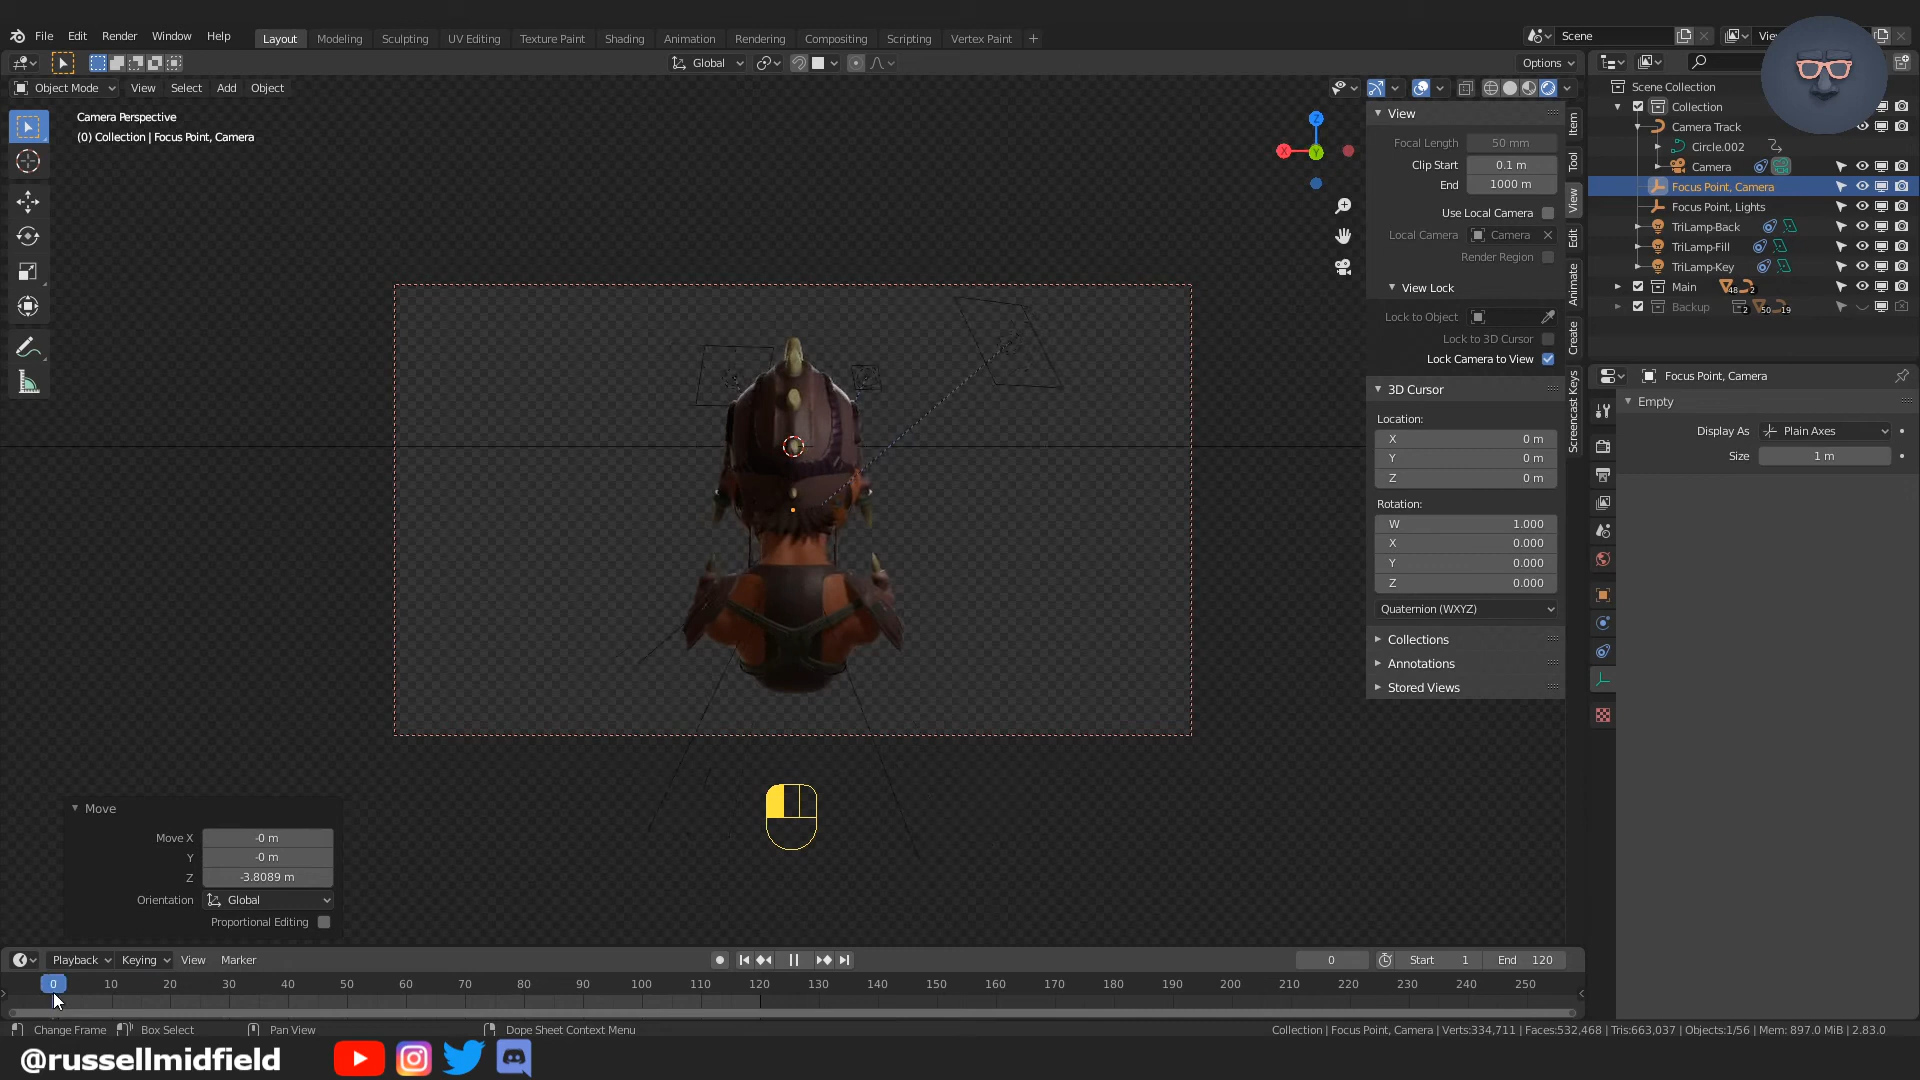 File Edit Render Window Help Layout Modeling Sculpting UV Editing Texture Paint Shading Animation Rendering Compositing Scripting Vertex Paint + Scene
Global Options
Object Mode View Select Add Object
Camera Perspective
(0) Collection | Focus Point, Camera
Z
X
Y
View
Focal Length 50 mm
Clip Start 0.1 m
End 1000 m
Use Local Camera
Local Camera Camera
Render Region
View Lock
Lock to Object
Lock to 3D Cursor
Lock Camera to View
3D Cursor
Location:
X 0 m
Y 0 m
Z 0 m
Rotation:
W 1.000
X 0.000
Y 0.000
Z 0.000
Quaternion (WXYZ)
Collections
Annotations
Stored Views
Item
Tool
View
Edit
Animate
Create
Screencast Keys
Scene Collection
Collection
Camera Track
Circle.002
Camera
Focus Point, Camera
Focus Point, Lights
TriLamp-Back
TriLamp-Fill
TriLamp-Key
Main 48 2
Backup 2 50 19
Focus Point, Camera
Empty
Display As Plain Axes
Size 1 m
Move
Move X -0 m
Y -0 m
Z -3.8089 m
Orientation Global
Proportional Editing
Playback Keying View Marker 0 Start 1 End 120
0 10 20 30 40 50 60 70 80 90 100 110 120 130 140 150 160 170 180 190 200 210 220 230 240 250
Change Frame Box Select Pan View Dope Sheet Context Menu Collection | Focus Point, Camera | Verts:334,711 | Faces:532,468 | Tris:663,037 | Objects:1/56 | Mem: 897.0 MiB | 2.83.0
@russellmidfield